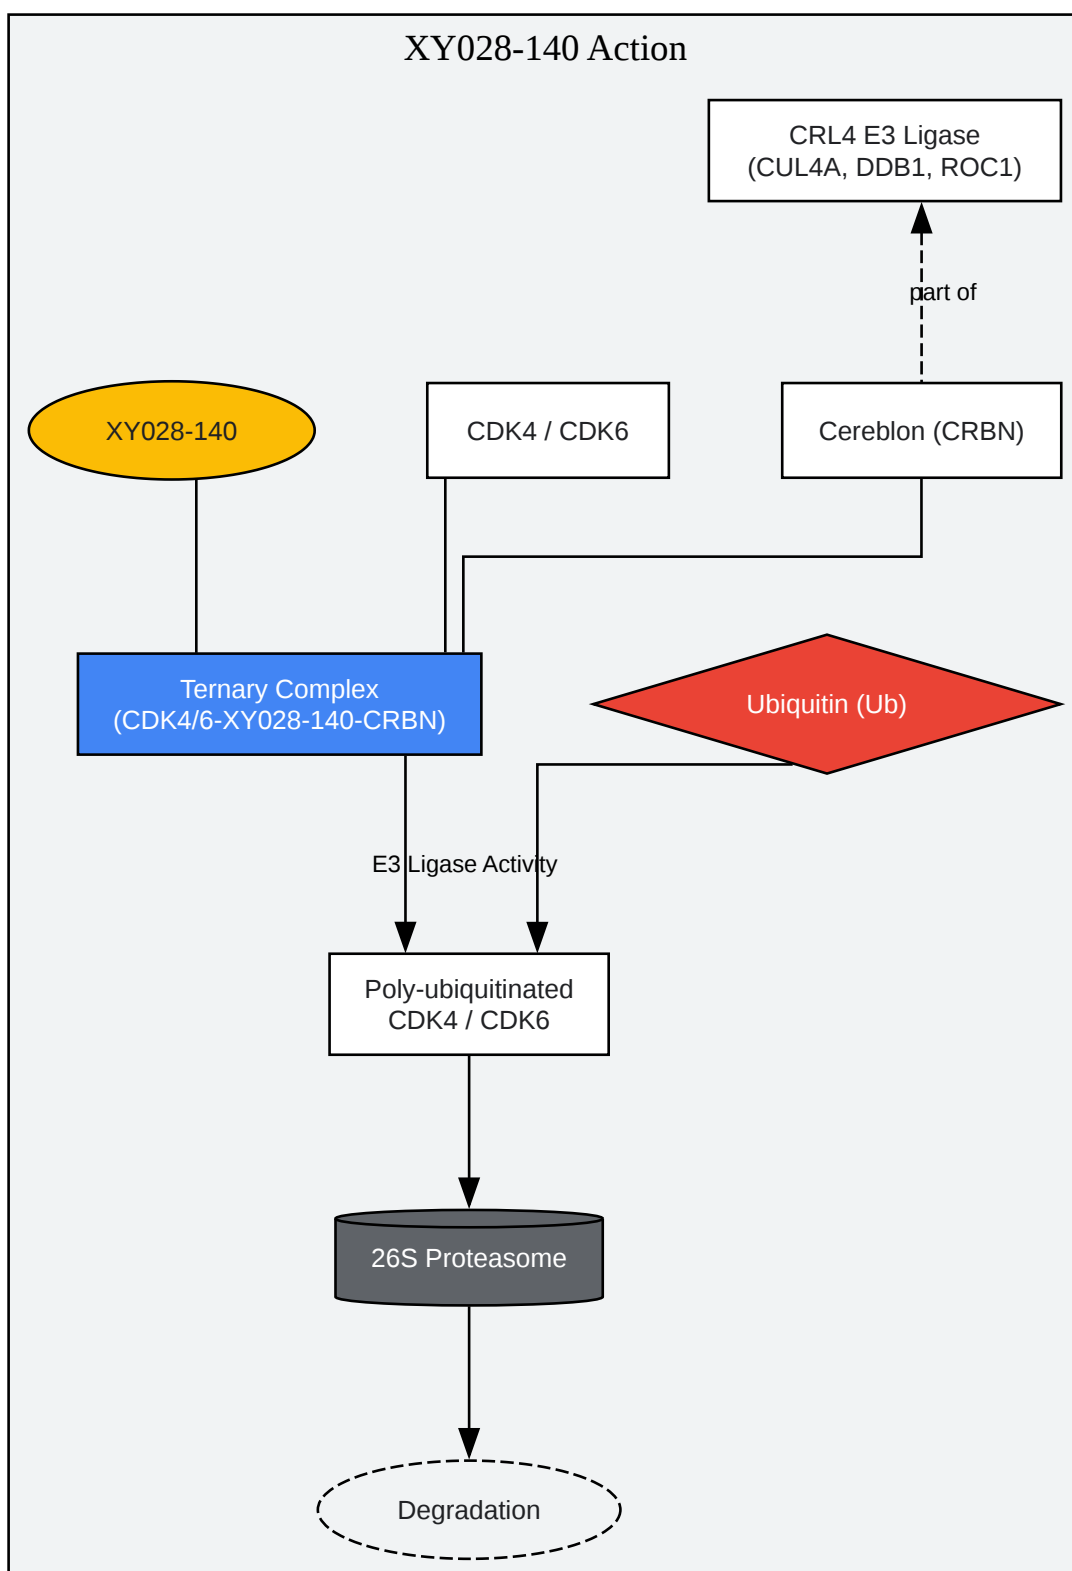 XY028-140 Action
CRL4 E3 Ligase
(CUL4A, DDB1, ROC1)
part of
XY028-140
CDK4 / CDK6
Cereblon (CRBN)
Ternary Complex
(CDK4/6-XY028-140-CRBN)
Ubiquitin (Ub)
E3 Ligase Activity
Poly-ubiquitinated
CDK4 / CDK6
26S Proteasome
Degradation